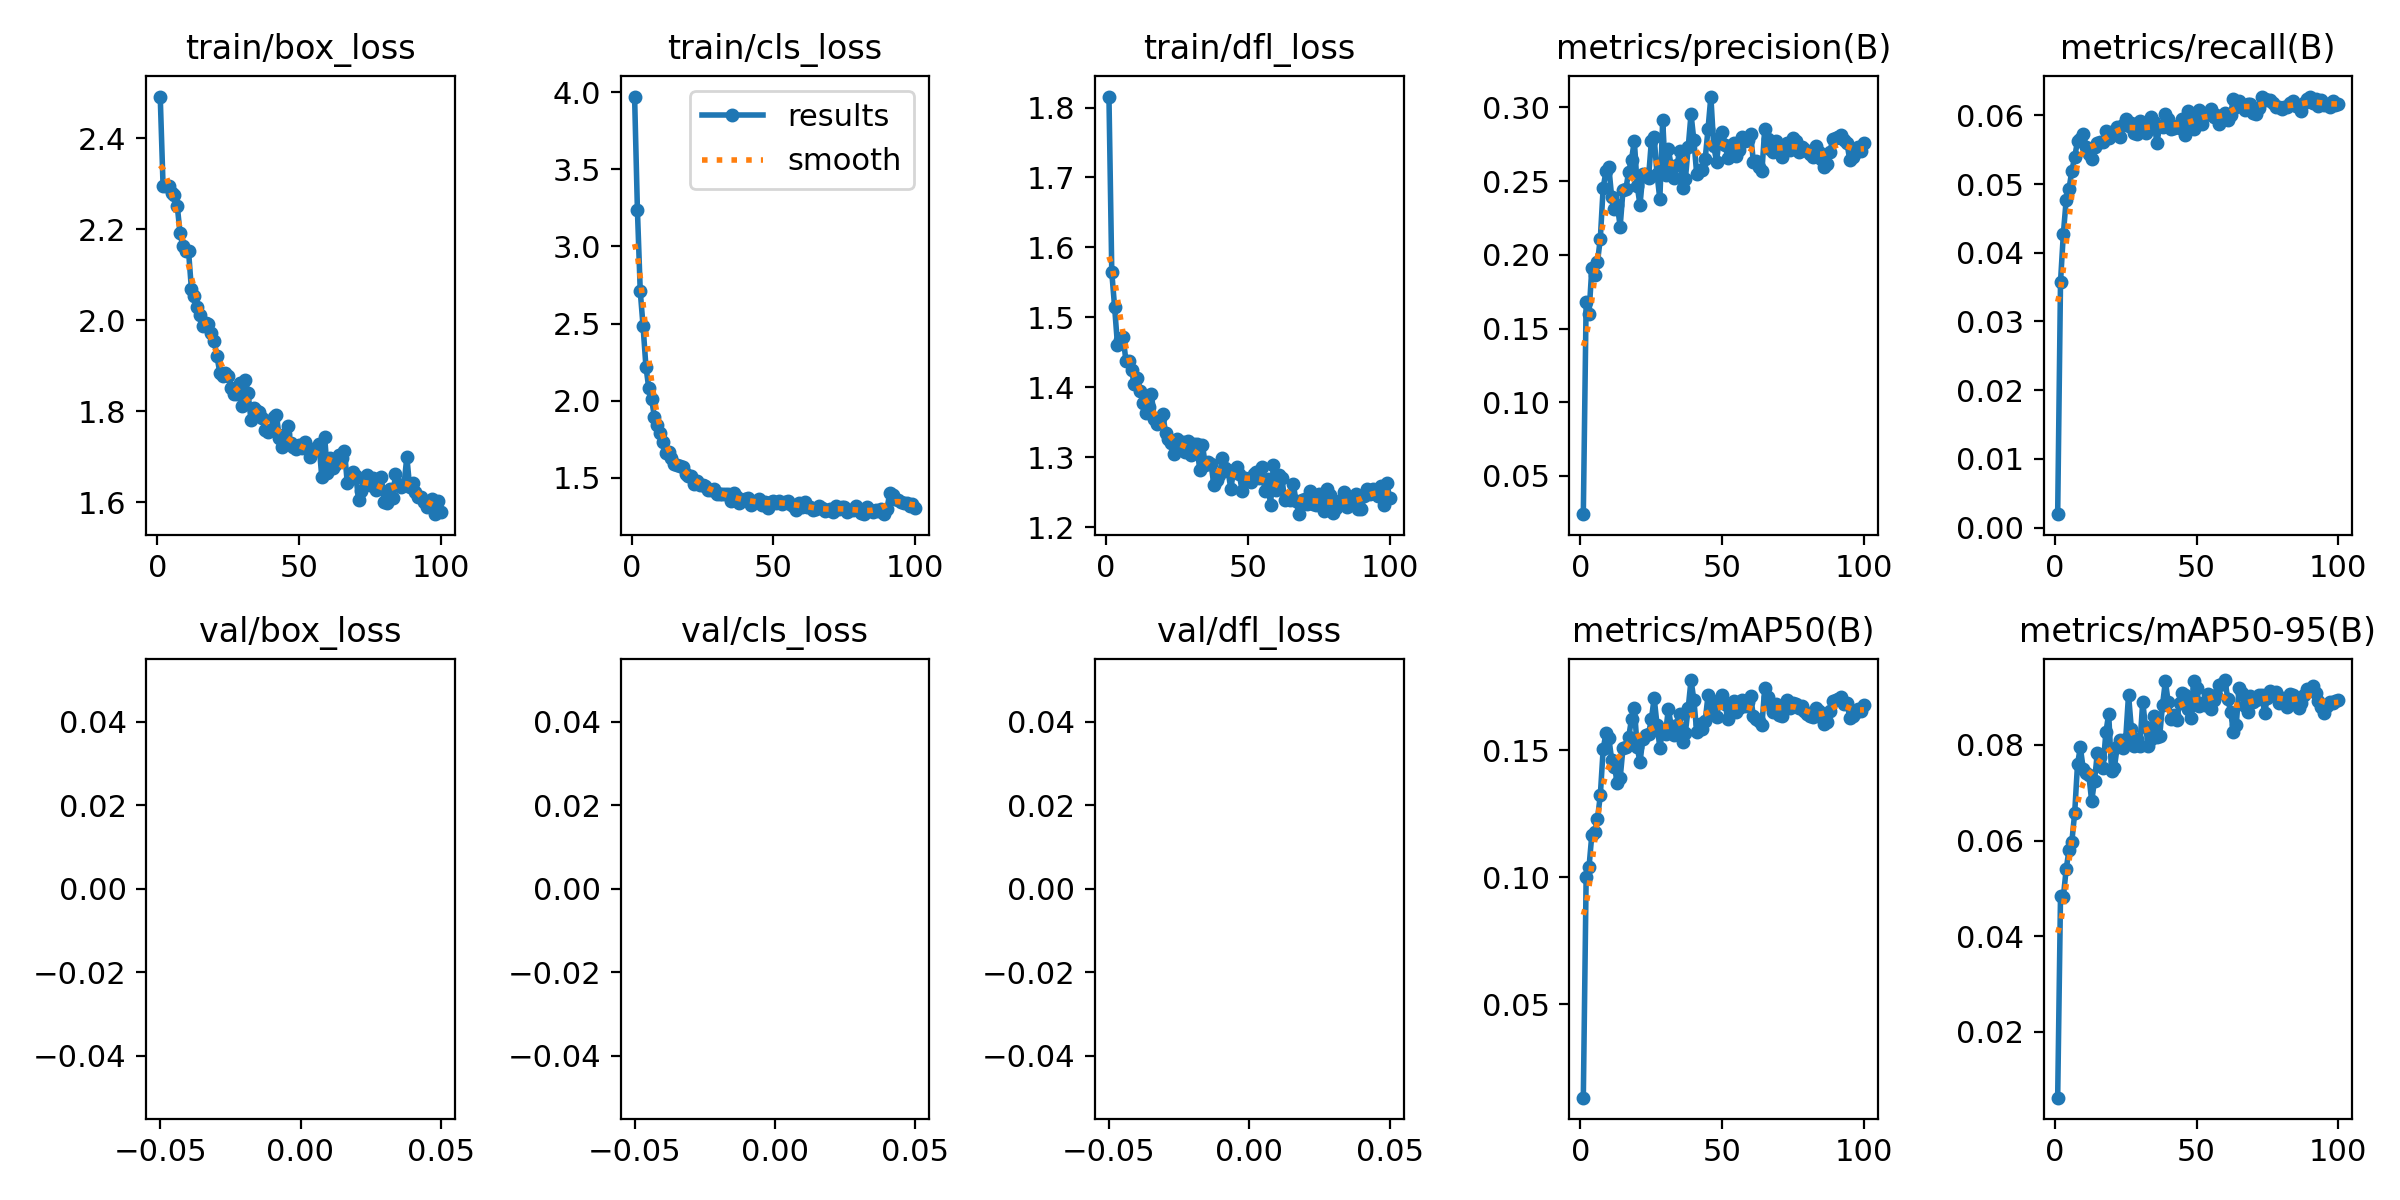 train/box_loss
2.4
2.2
2.0
1.8
1.6
0 50 100
train/cls_loss
4.0
3.5
3.0
2.5
2.0
1.5
results
smooth
0 50 100
train/dfl_loss
1.8
1.7
1.6
1.5
1.4
1.3
1.2
0 50 100
metrics/precision(B)
0.30
0.25
0.20
0.15
0.10
0.05
0 50 100
metrics/recall(B)
0.06
0.05
0.04
0.03
0.02
0.01
0.00
0 50 100
val/box_loss
0.04
0.02
0.00
−0.02
−0.04
−0.05 0.00 0.05
val/cls_loss
0.04
0.02
0.00
−0.02
−0.04
−0.05 0.00 0.05
val/dfl_loss
0.04
0.02
0.00
−0.02
−0.04
−0.05 0.00 0.05
metrics/mAP50(B)
0.15
0.10
0.05
0 50 100
metrics/mAP50-95(B)
0.08
0.06
0.04
0.02
0 50 100